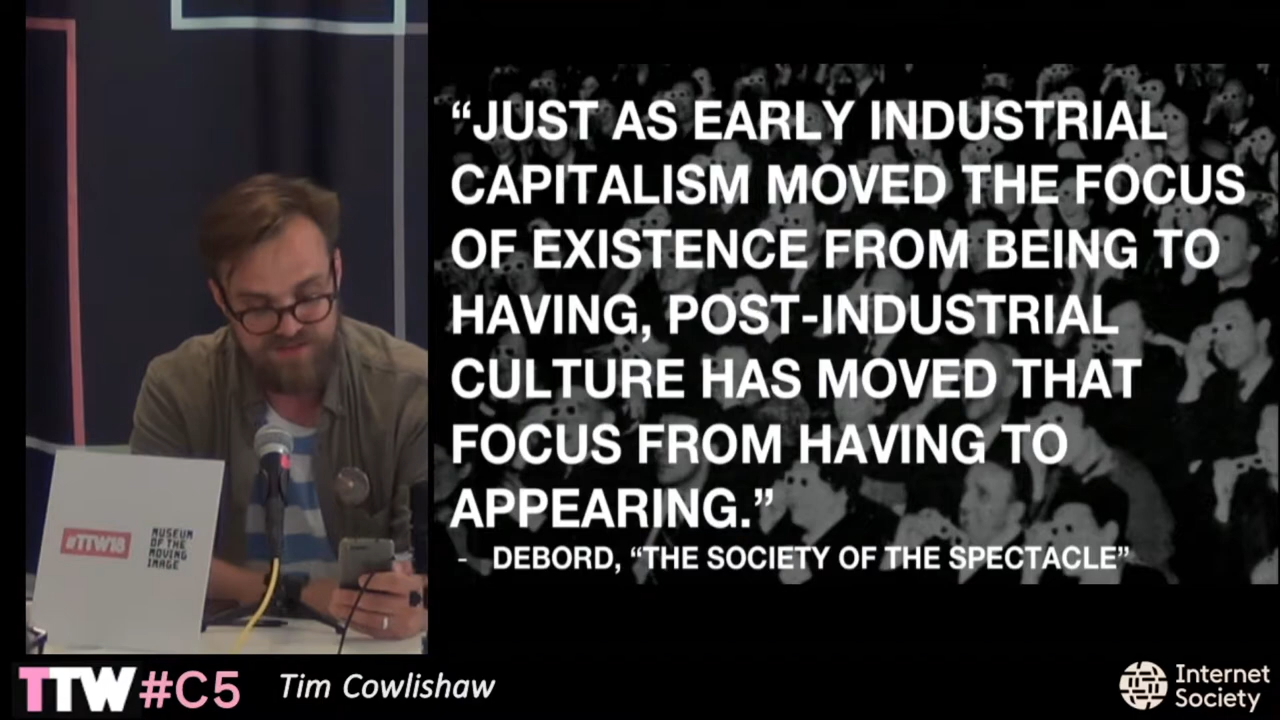 “JUST AS EARLY INDUSTRIAL
CAPITALISM MOVED THE FOCUS
OF EXISTENCE FROM BEING TO
HAVING, POST-INDUSTRIAL
CULTURE HAS MOVED THAT
FOCUS FROM HAVING TO
APPEARING.”
- DEBORD, “THE SOCIETY OF THE SPECTACLE”
#TTW18
MUSEUM
OF THE
MOVING
IMAGE
TTW #C5
Tim Cowlishaw
Internet
Society